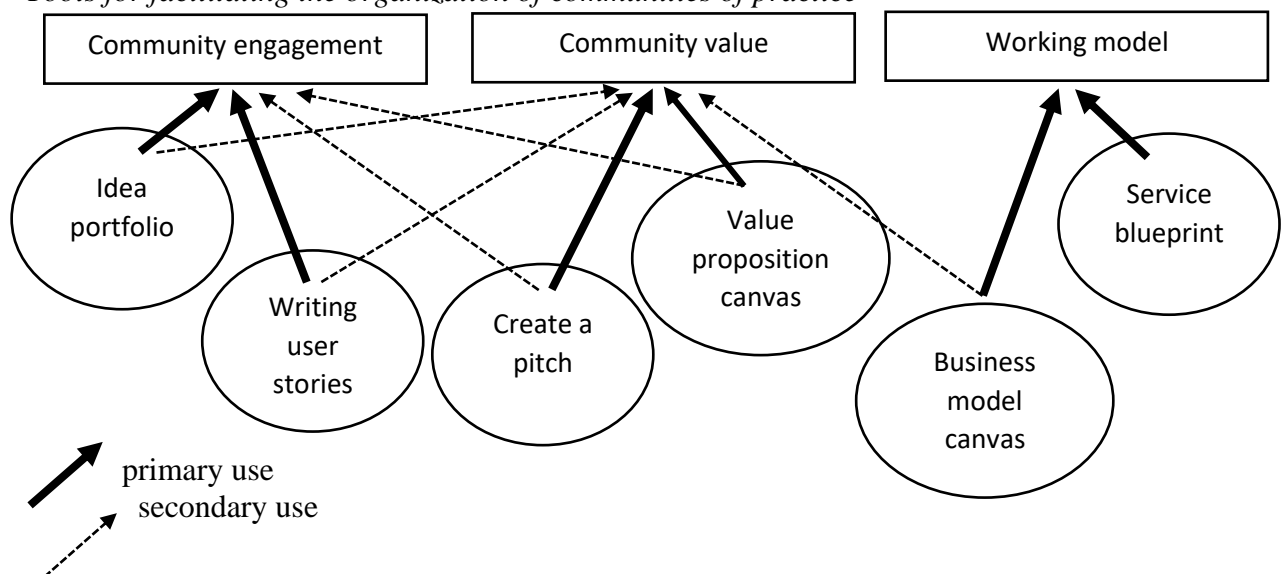 Tools for facilitating the organization of communities of practice
Community engagement
Community value
Working model
Idea
portfolio
Writing
user
stories
Create a
pitch
Value
proposition
canvas
Business
model
canvas
Service
blueprint
primary use
secondary use